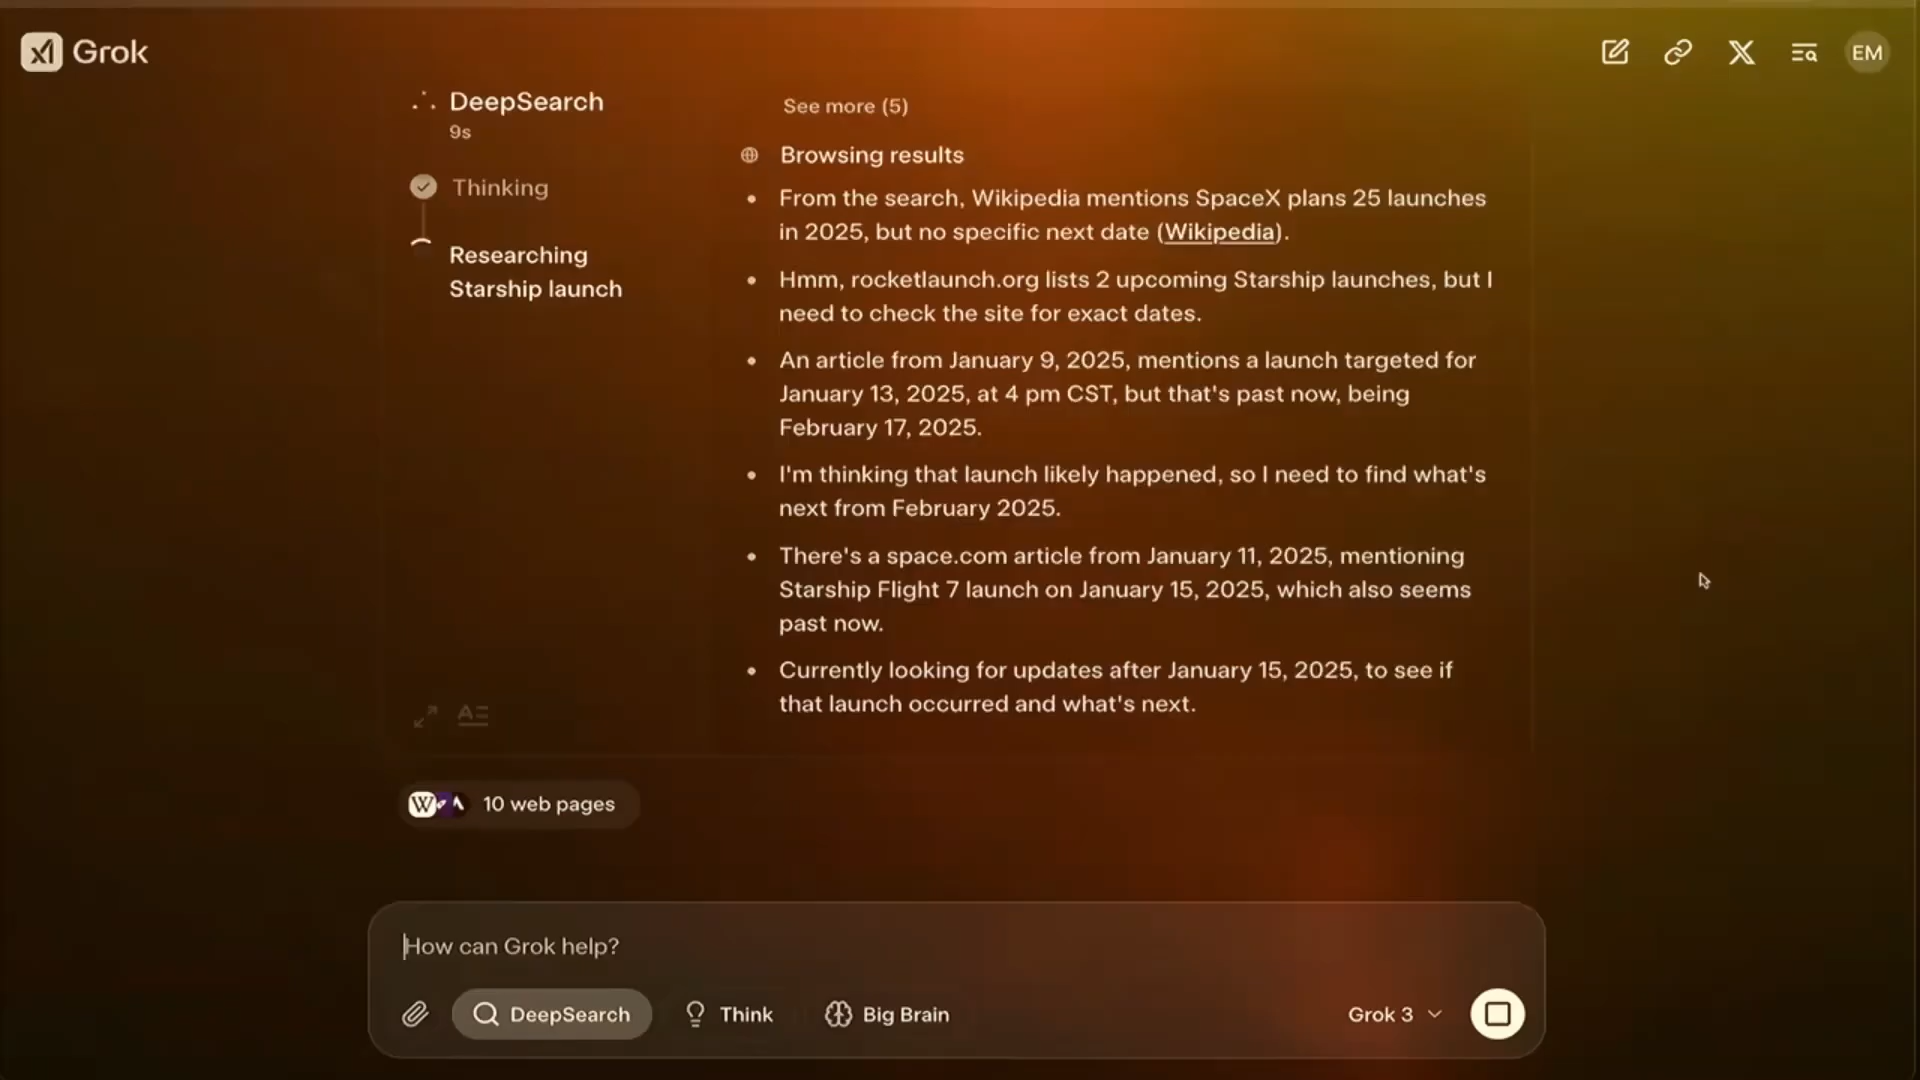 Grok
EM
DeepSearch
9s
Thinking
Researching
Starship launch
See more (5)
Browsing results
• From the search, Wikipedia mentions SpaceX plans 25 launches
in 2025, but no specific next date (Wikipedia).
• Hmm, rocketlaunch.org lists 2 upcoming Starship launches, but I
need to check the site for exact dates.
• An article from January 9, 2025, mentions a launch targeted for
January 13, 2025, at 4 pm CST, but that's past now, being
February 17, 2025.
• I'm thinking that launch likely happened, so I need to find what's
next from February 2025.
• There's a space.com article from January 11, 2025, mentioning
Starship Flight 7 launch on January 15, 2025, which also seems
past now.
• Currently looking for updates after January 15, 2025, to see if
that launch occurred and what's next.
W 10 web pages
How can Grok help?
DeepSearch Think Big Brain Grok 3